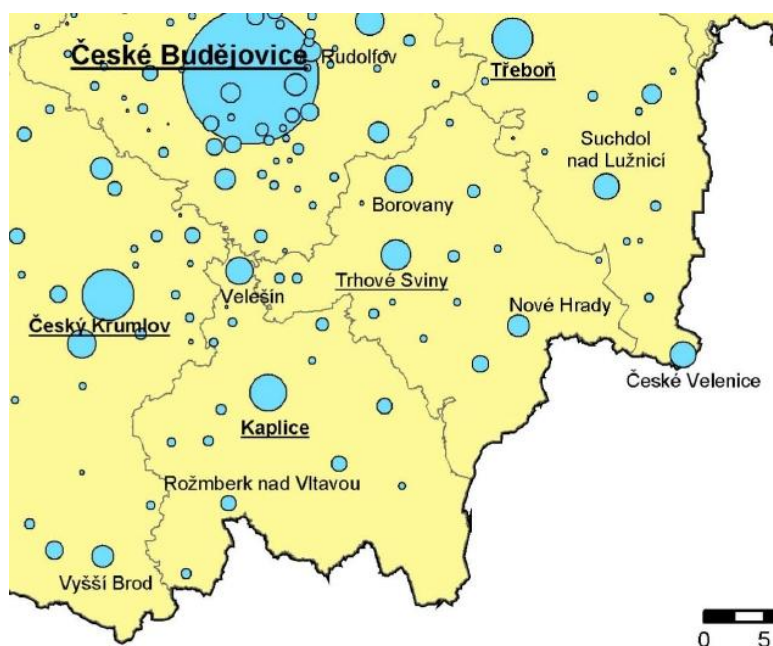 České Budějovice
Rudolfov
Třeboň
Suchdol
nad Lužnicí
Borovany
Trhové Sviny
Velešín
Nové Hrady
Český Krumlov
České Velenice
Kaplice
Rožmberk nad Vltavou
Vyšší Brod
0 5